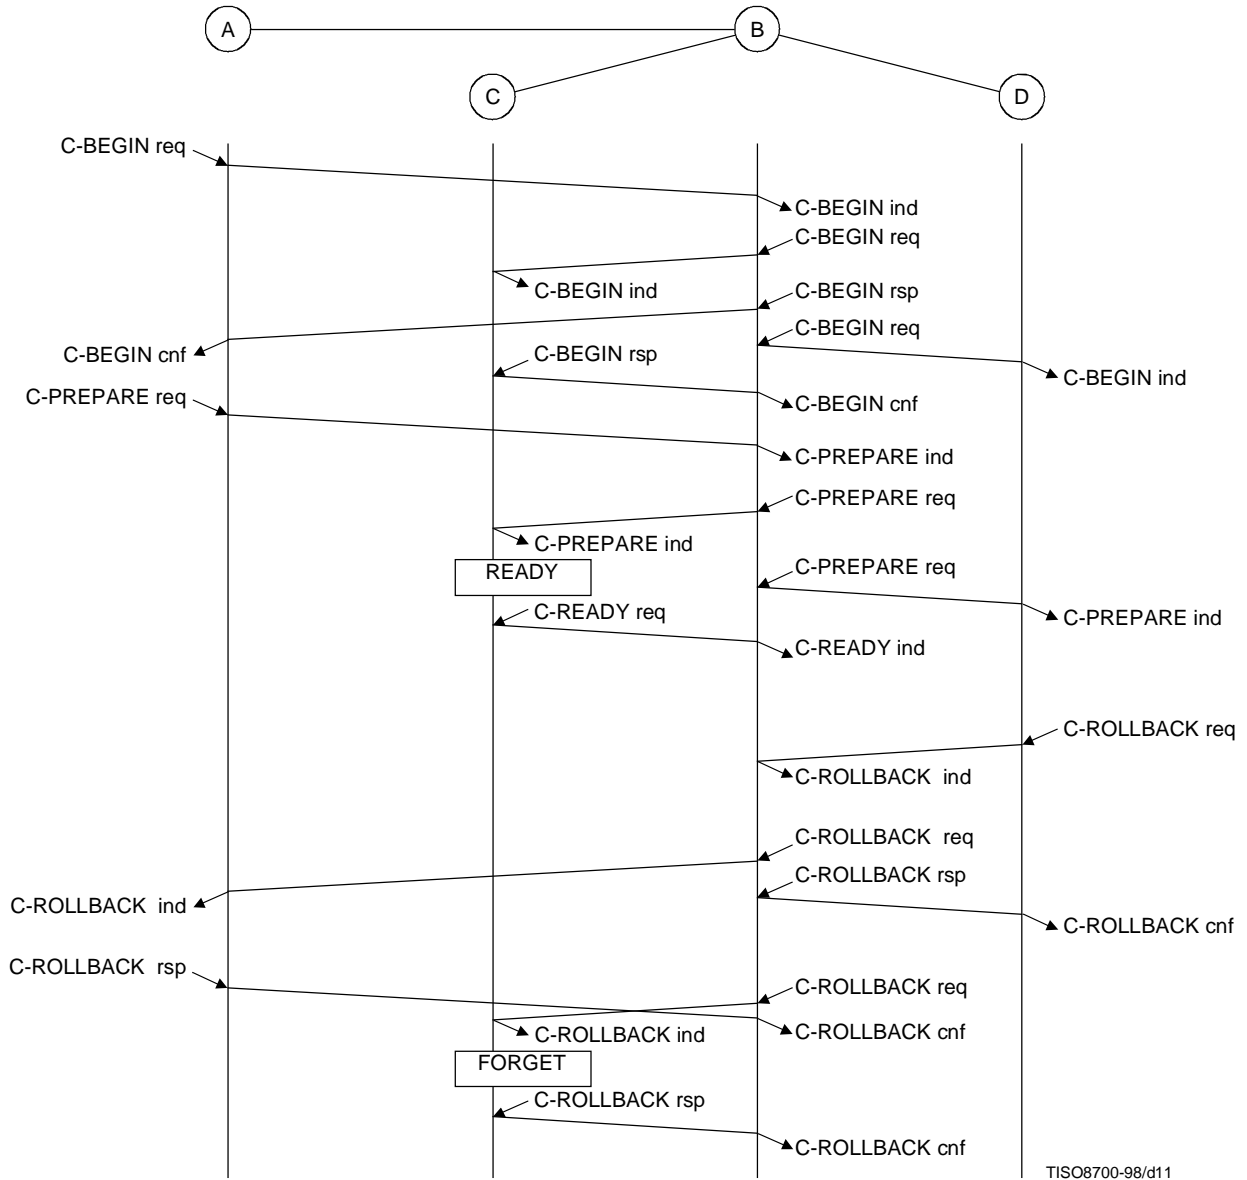 A
B
C
D
C-BEGIN req
C-BEGIN ind
C-BEGIN req
C-BEGIN ind
C-BEGIN rsp
C-BEGIN req
C-BEGIN cnf
C-BEGIN rsp
C-BEGIN ind
C-PREPARE req
C-BEGIN cnf
C-PREPARE ind
C-PREPARE req
C-PREPARE ind
READY
C-PREPARE req
C-READY req
C-PREPARE ind
C-READY ind
C-ROLLBACK req
C-ROLLBACK ind
C-ROLLBACK req
C-ROLLBACK rsp
C-ROLLBACK ind
C-ROLLBACK cnf
C-ROLLBACK rsp
C-ROLLBACK req
C-ROLLBACK ind
C-ROLLBACK cnf
FORGET
C-ROLLBACK rsp
C-ROLLBACK cnf
TISO8700-98/d11